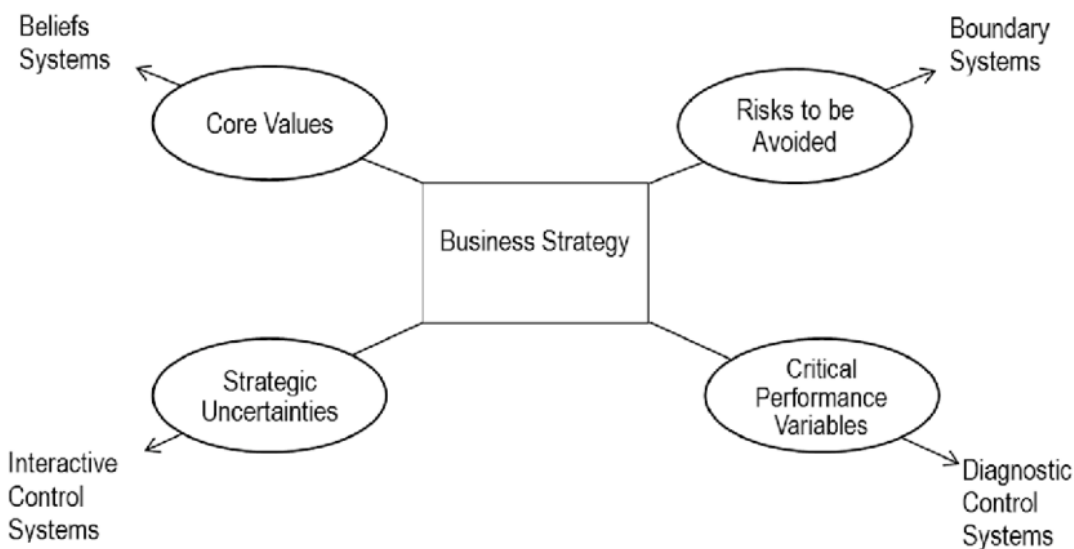 Beliefs
Systems
Boundary
Systems
Core Values
Risks to be
Avoided
Business Strategy
Strategic
Uncertainties
Critical
Performance
Variables
Interactive
Control
Systems
Diagnostic
Control
Systems